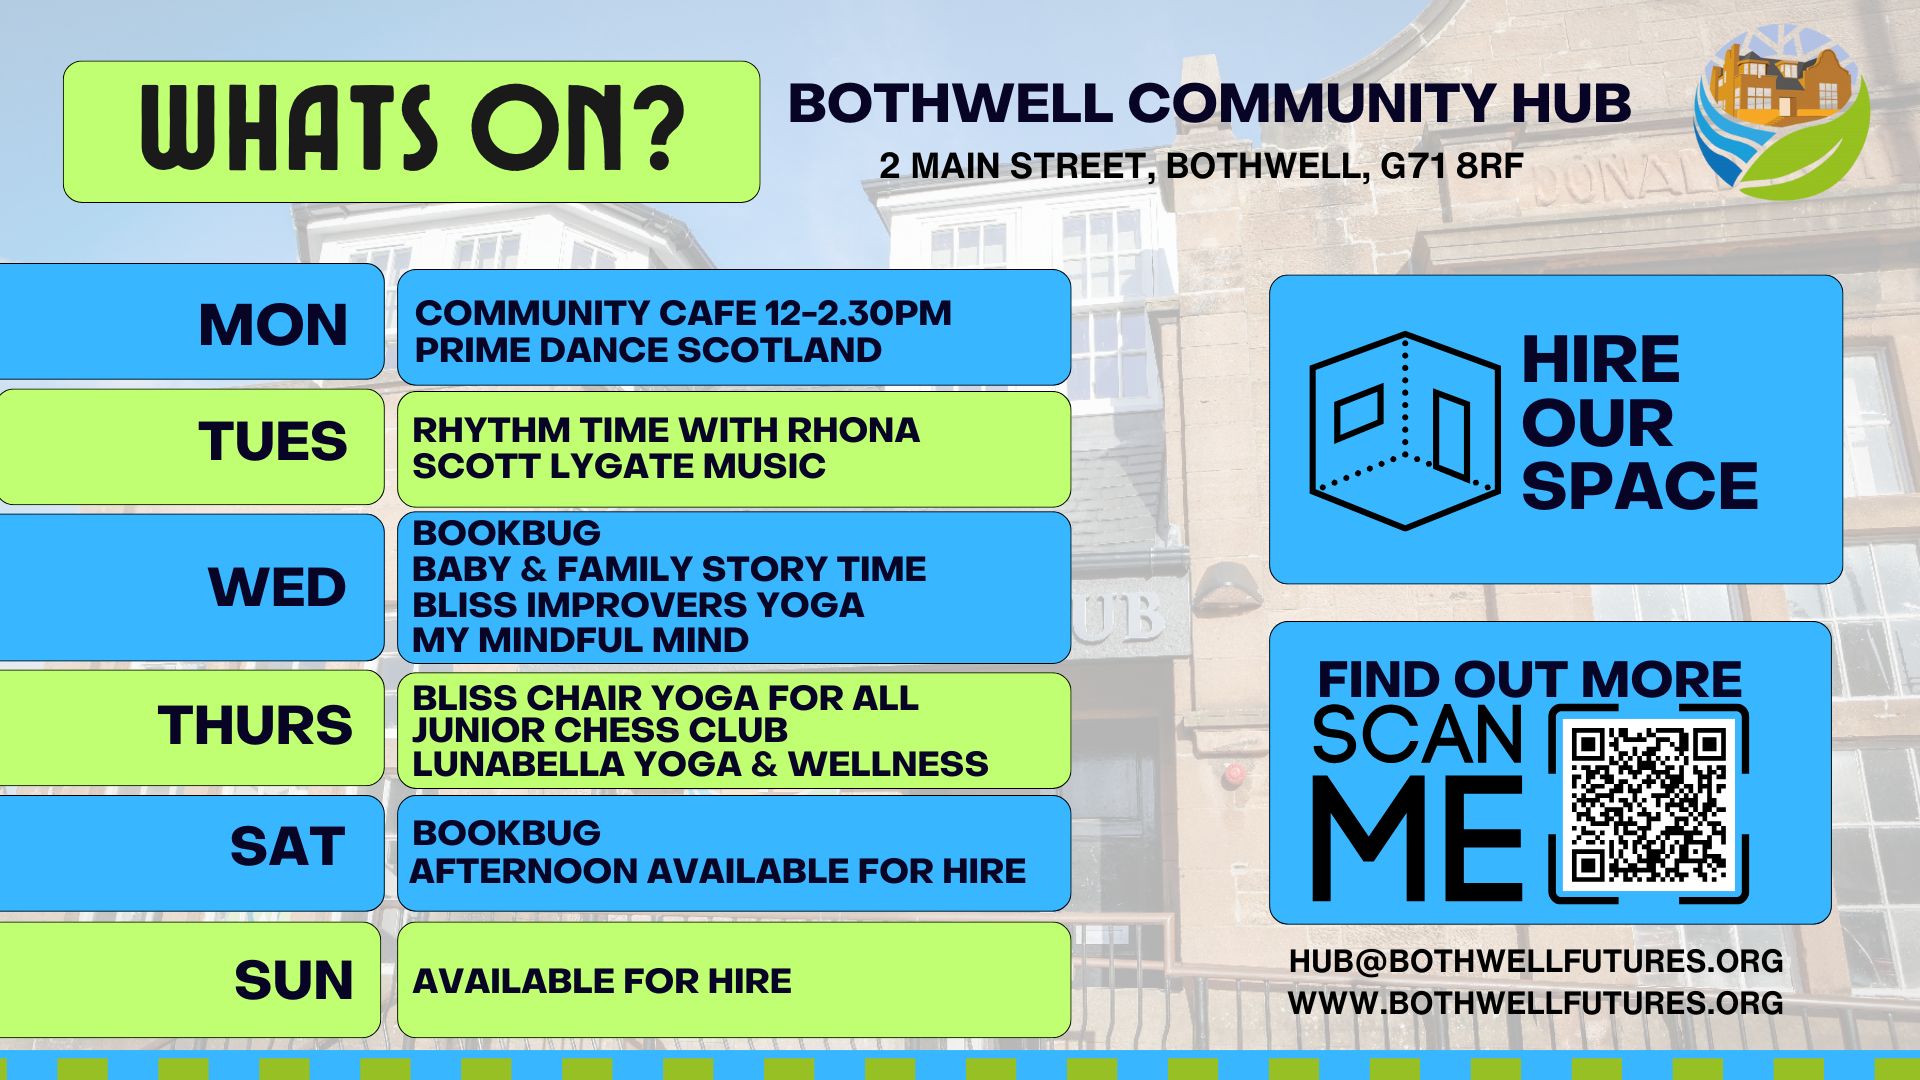 WHATS ON?
BOTHWELL COMMUNITY HUB
2 MAIN STREET, BOTHWELL, G71 8RF
DONAL
MON
COMMUNITY CAFE 12-2.30PM
PRIME DANCE SCOTLAND
TUES
RHYTHM TIME WITH RHONA
SCOTT LYGATE MUSIC
WED
BOOKBUG
BABY & FAMILY STORY TIME
BLISS IMPROVERS YOGA
MY MINDFUL MIND
THURS
BLISS CHAIR YOGA FOR ALL
JUNIOR CHESS CLUB
LUNABELLA YOGA & WELLNESS
SAT
BOOKBUG
AFTERNOON AVAILABLE FOR HIRE
SUN
AVAILABLE FOR HIRE
HIRE
OUR
SPACE
UB
FIND OUT MORE
SCAN
ME
HUB@BOTHWELLFUTURES.ORG
WWW.BOTHWELLFUTURES.ORG